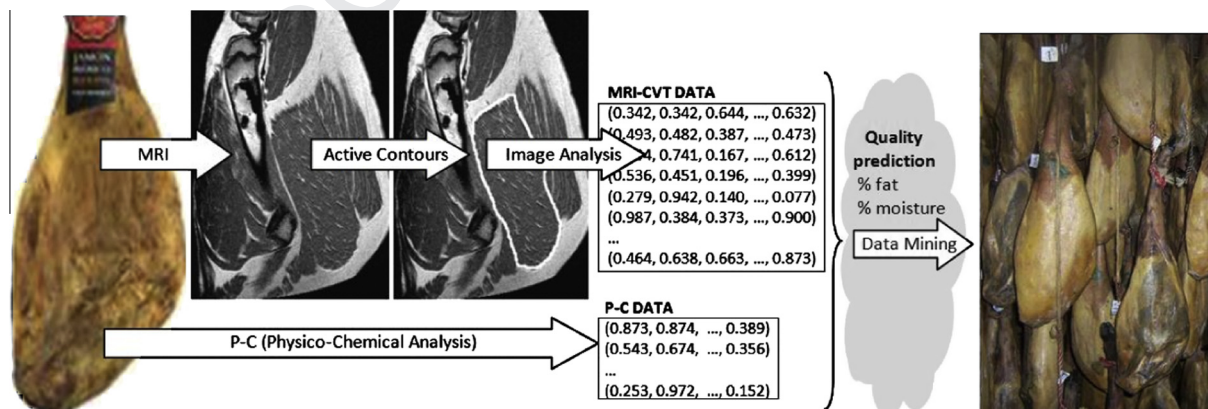 JAMON
MRI
Active Contours
Image Analysis
MRI-CVT DATA
(0.342, 0.342, 0.644, ..., 0.632)
0.493, 0.482, 0.387, ..., 0.473)
0.741, 0.167, ..., 0.612)
0.536, 0.451, 0.196, ..., 0.399)
(0.279, 0.942, 0.140, ..., 0.077)
(0.987, 0.384, 0.373, ..., 0.900)
...
(0.464, 0.638, 0.663, ..., 0.873)
P-C (Physico-Chemical Analysis)
P-C DATA
(0.873, 0.874, ..., 0.389)
(0.543, 0.674, ..., 0.356)
...
(0.253, 0.972, ..., 0.152)
Quality
prediction
% fat
% moisture
Data Mining